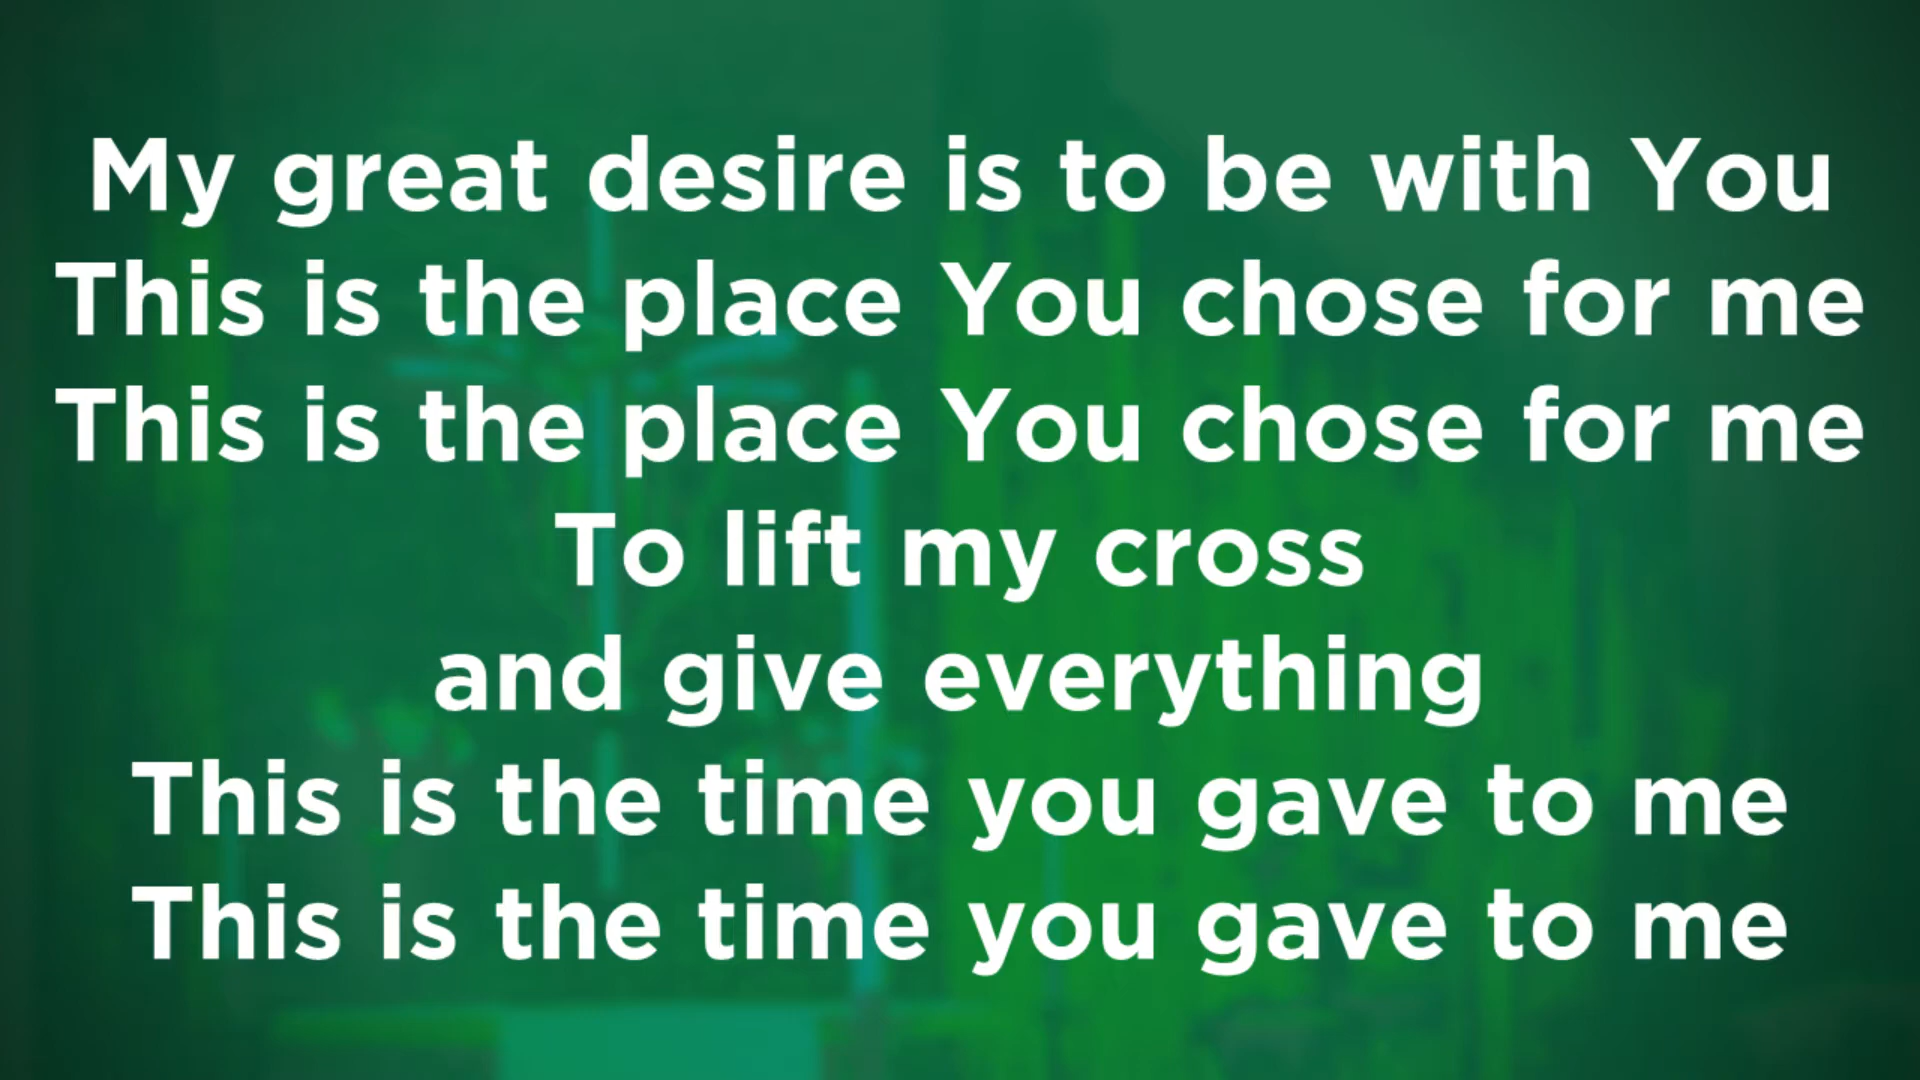 My great desire is to be with You
This is the place You chose for me
This is the place You chose for me
To lift my cross
and give everything
This is the time you gave to me
This is the time you gave to me